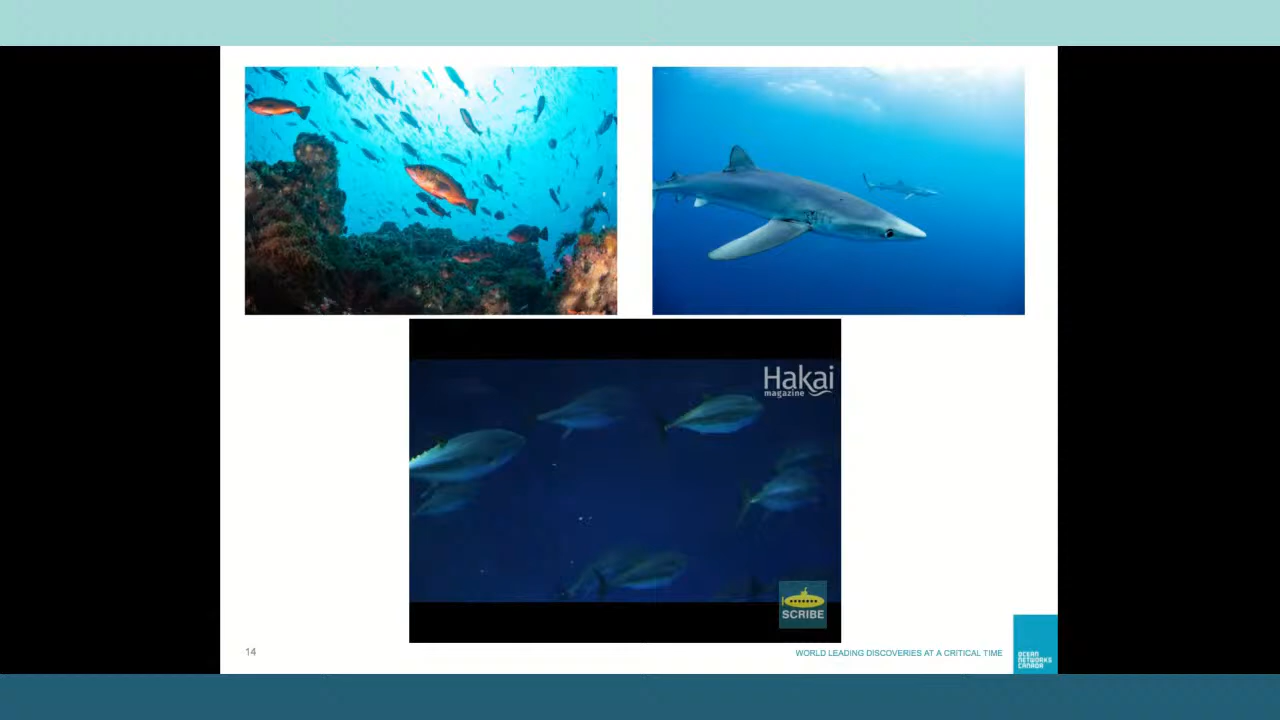 Hakai
magazine
SCRIBE
14
WORLD LEADING DISCOVERIES AT A CRITICAL TIME
OCEAN
NETWORKS
CANADA